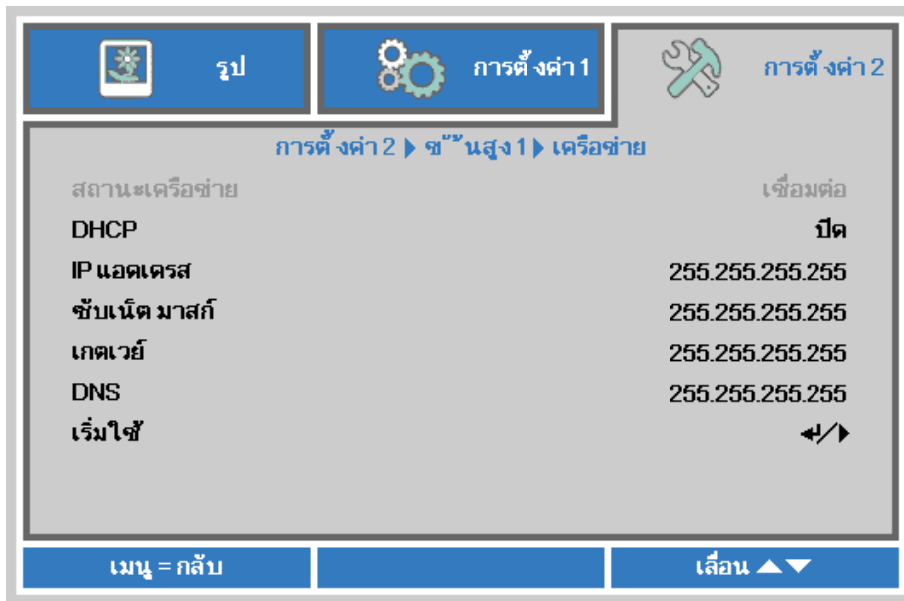 รูป
การตั้งค่า 1
การตั้งค่า 2
การตั้งค่า 2 ▶ ขั้นสูง 1 ▶ เครือข่าย
สถานะเครือข่าย เชื่อมต่อ
DHCP ปิด
IP แอดเดรส 255.255.255.255
ซับเน็ต มาสก์ 255.255.255.255
เกตเวย์ 255.255.255.255
DNS 255.255.255.255
เริ่มใช้ ↵/▶
เมนู = กลับ
เลื่อน ▲▼